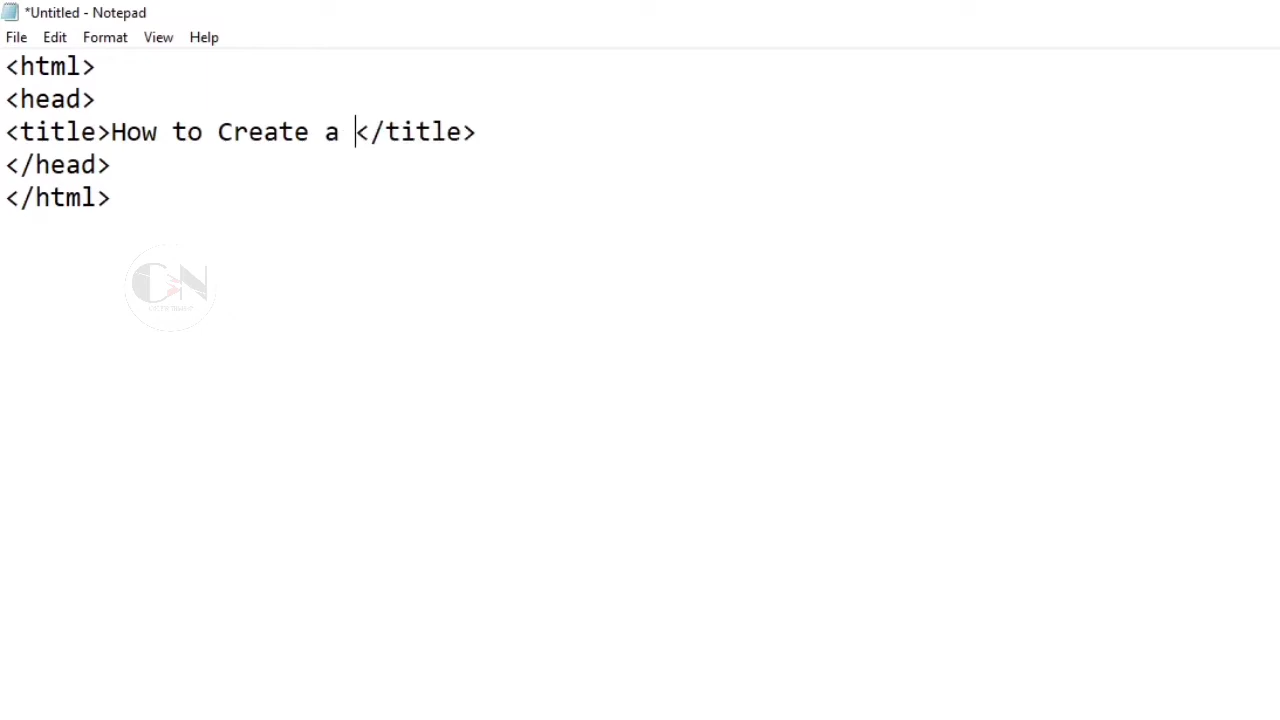 *Untitled - Notepad
File Edit Format View Help
<html>
<head>
<title>How to Create a </title>
</head>
</html>